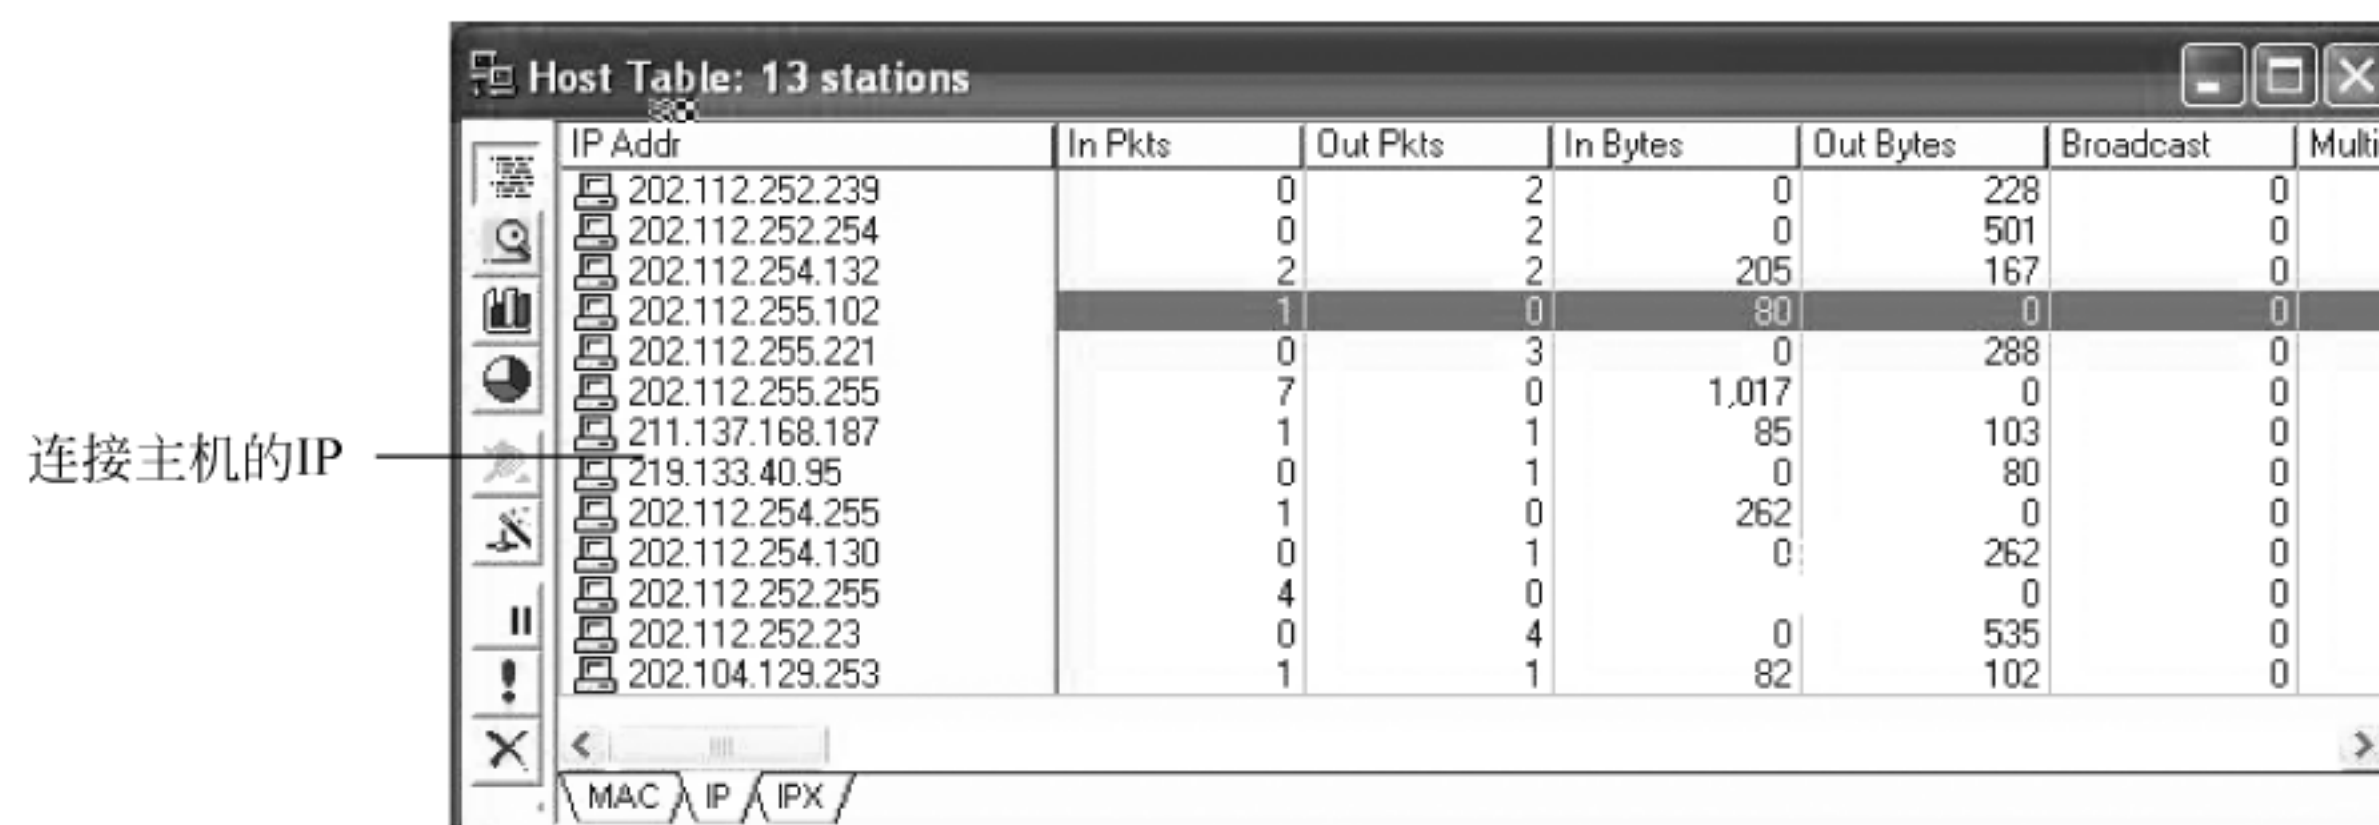 Host Table: 13 stations
IP Addr In Pkts Out Pkts In Bytes Out Bytes Broadcast Multi
202.112.252.239 0 2 0 228 0
202.112.252.254 0 2 0 501 0
202.112.254.132 2 2 205 167 0
202.112.255.102 1 0 80 0 0
202.112.255.221 0 3 0 288 0
202.112.255.255 7 0 1,017 0 0
211.137.168.187 1 1 85 103 0
连接主机的IP
219.133.40.95 0 1 0 80 0
202.112.254.255 1 0 262 0 0
202.112.254.130 0 1 0 262 0
202.112.252.255 4 0 0 0
202.112.252.23 0 4 0 535 0
202.104.129.253 1 1 82 102 0
MAC IP IPX